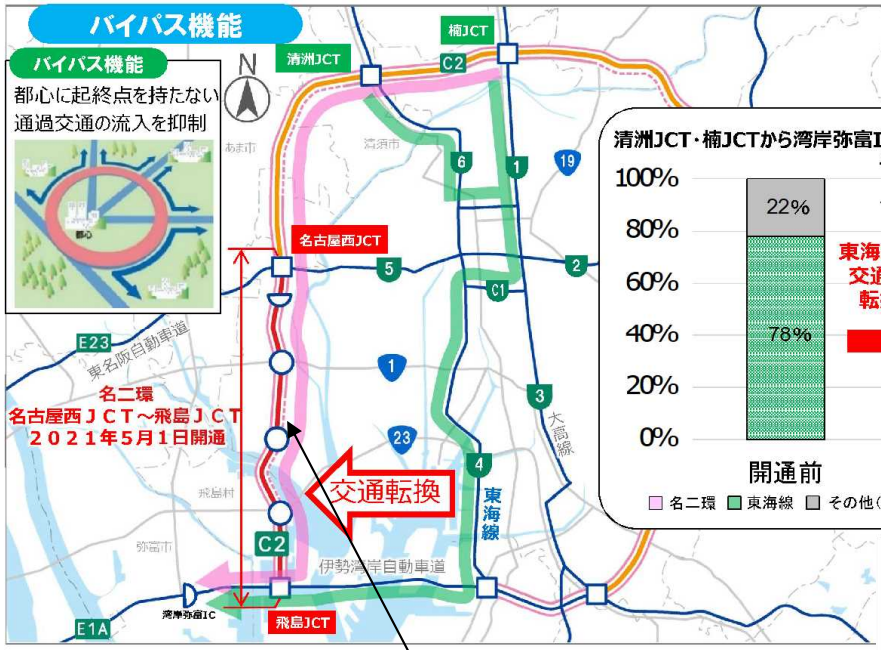 バイパス機能
バイパス機能
都心に起終点を持たない
通過交通の流入を抑制
都心
N
清洲JCT
楠JCT
C2
あま市
清須市
6
1
19
名古屋西JCT
5
2
C1
E23
東名阪自動車道
1
名二環
名古屋西JCT～飛島JCT
2021年5月1日開通
3
大高線
23
4
東海線
交通転換
飛島村
弥富市
C2
伊勢湾岸自動車道
湾岸弥富IC
飛島JCT
E1A
清洲JCT・楠JCTから湾岸弥富I
100%
80%
60%
40%
20%
0%
22%
78%
東海
交通
転
開通前
名二環 東海線 その他(